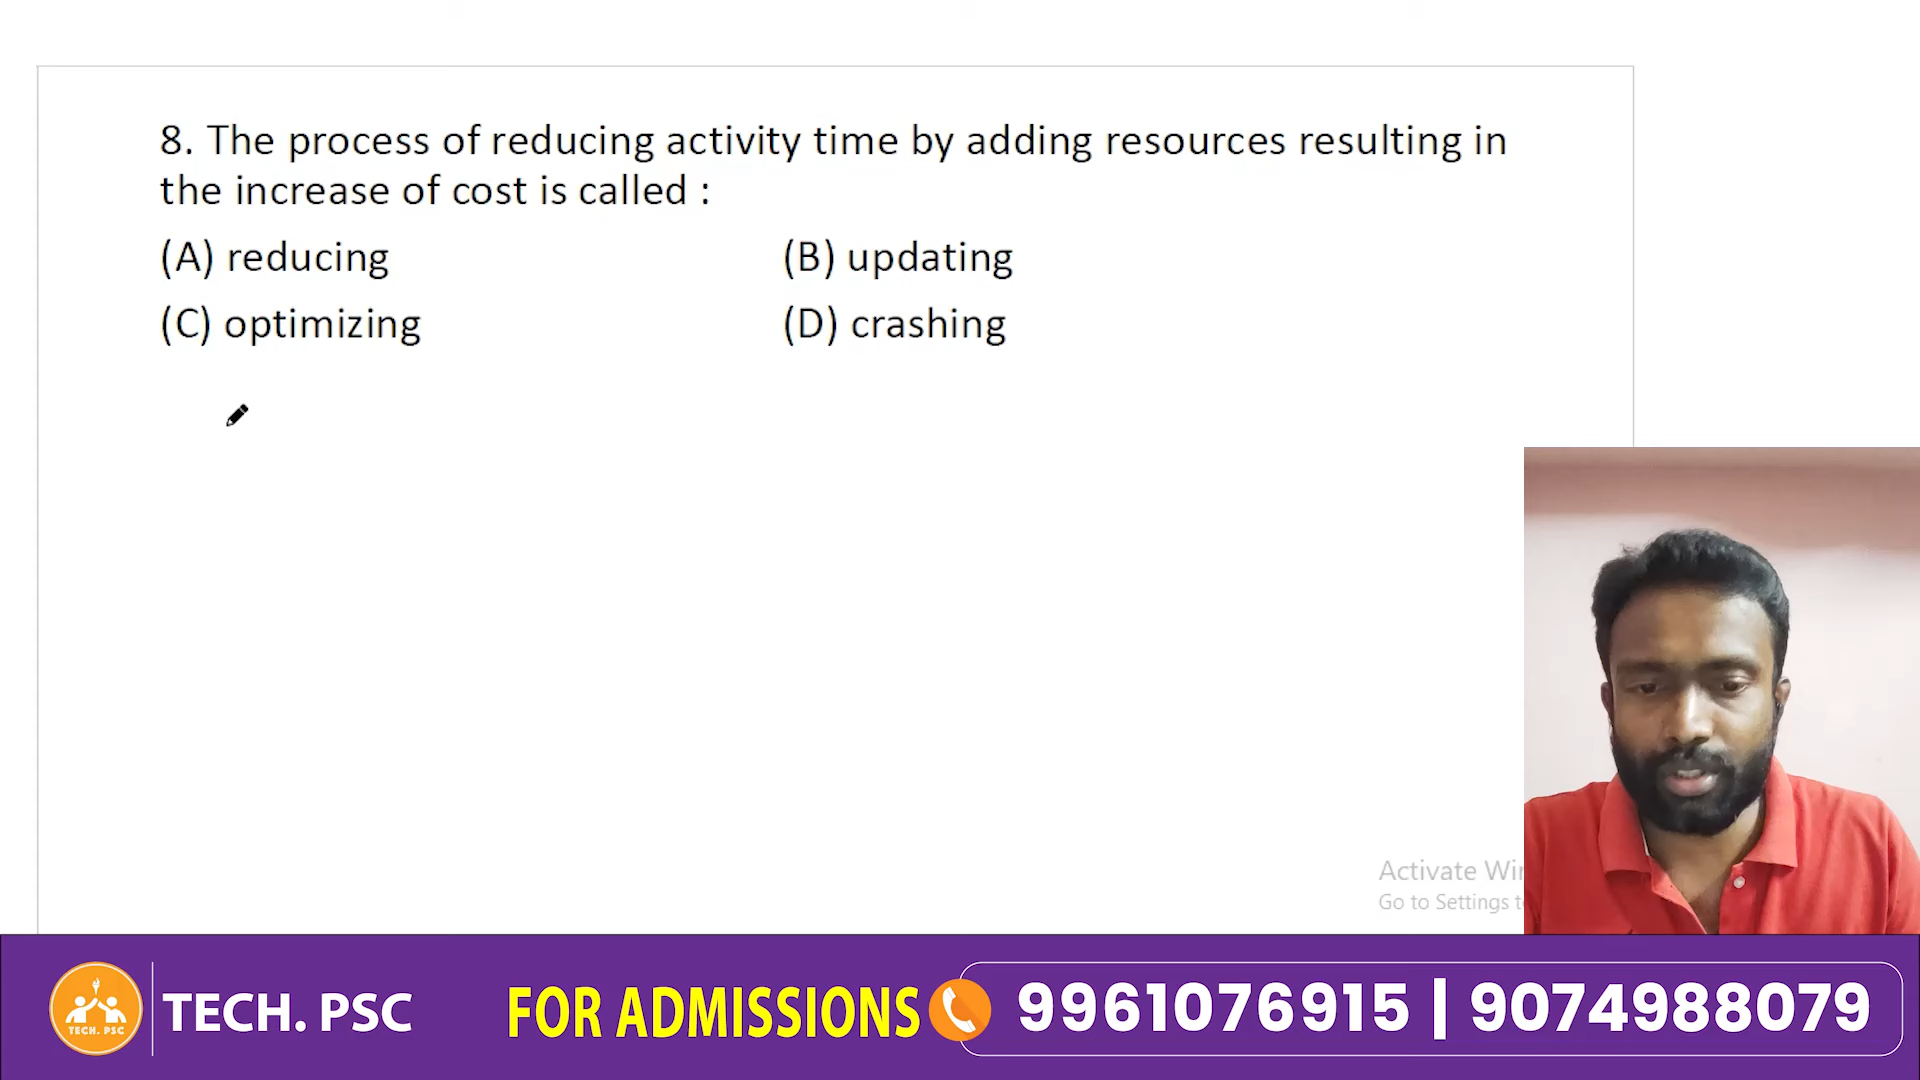 8. The process of reducing activity time by adding resources resulting in
the increase of cost is called :
(A) reducing (B) updating
(C) optimizing (D) crashing
Activate Wi
Go to Settings t
TECH. PSC
TECH. PSC
FOR ADMISSIONS
9961076915 | 9074988079